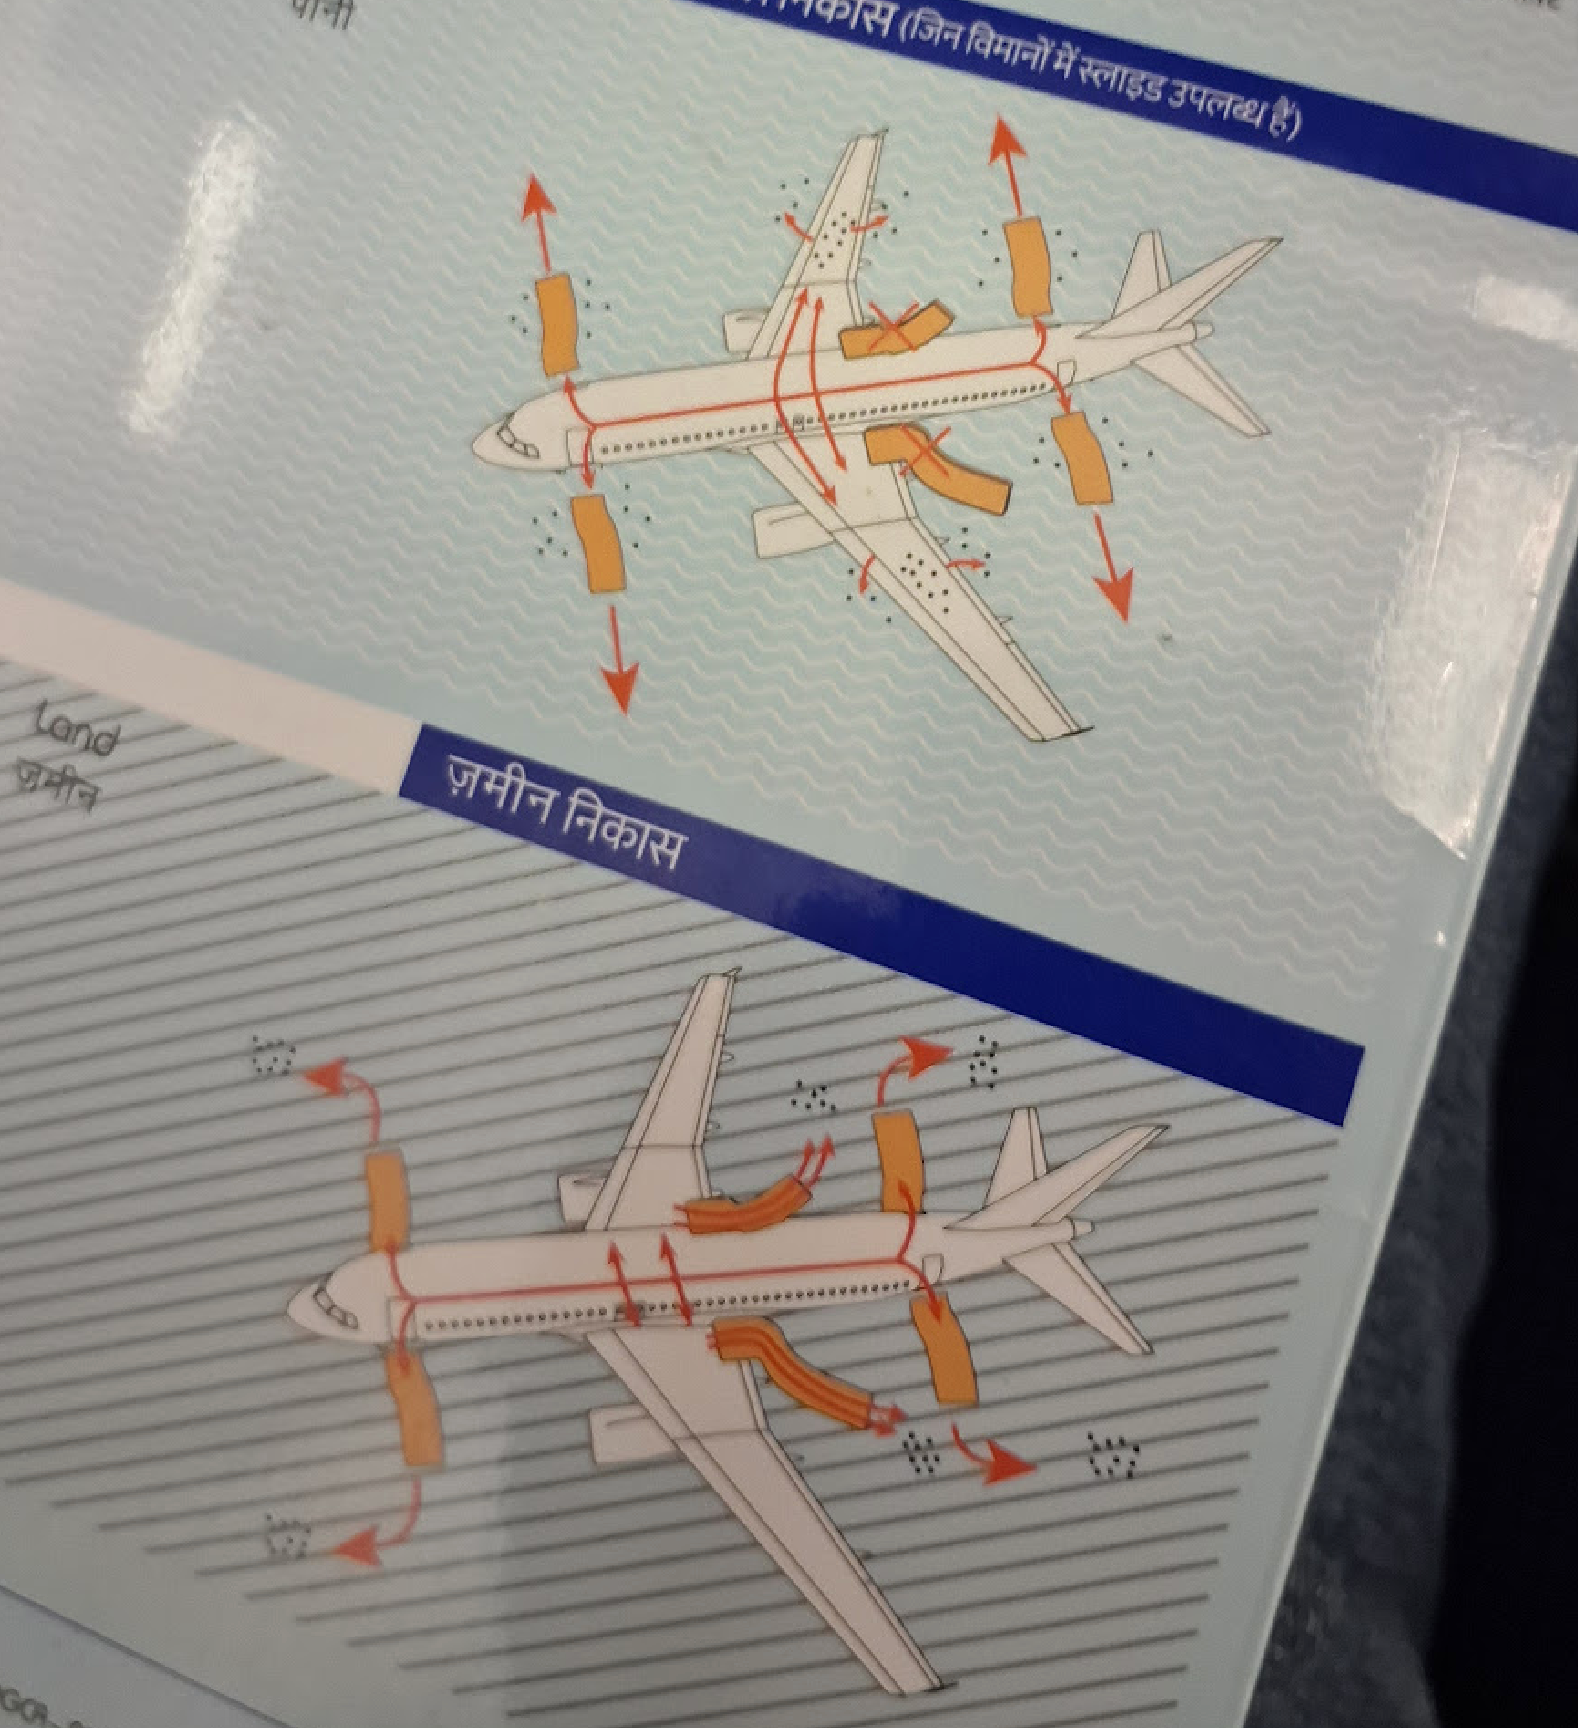 पानी
निकास (जिन विमानों में स्लाइड उपलब्ध हैं)
Land
ज़मीन
ज़मीन निकास